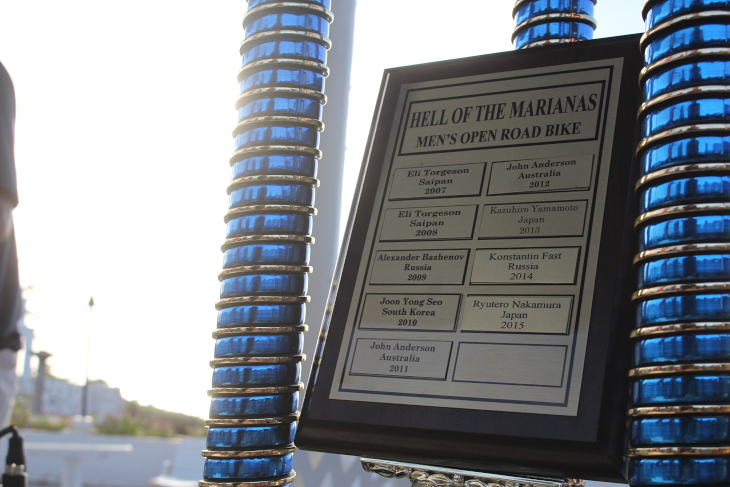 HELL OF THE MARIANAS
MEN'S OPEN ROAD BIKE
Eli Torgeson
Saipan
2007
Eli Torgeson
Saipan
2008
Alexander Bazhenov
Russia
2009
Joon Yong Seo
South Korea
2010
John Anderson
Australia
2011
John Anderson
Australia
2012
Kazuhiro Yamamoto
Japan
2013
Konstantin Fast
Russia
2014
Ryutero Nakamura
Japan
2015